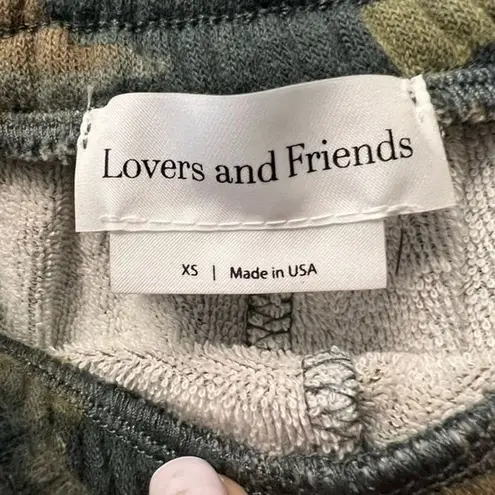 Lovers and Friends
XS | Made in USA